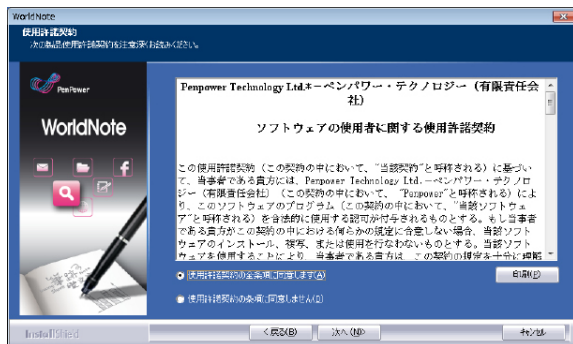 WorldNote
使用許諾契約
次の製品使用許諾契約を注意深くお読みください。
PenPower
WorldNote
Penpower Technology Ltd.*－ペンパワー・テクノロジー（有限責任会
社）
ソフトウェアの使用者に関する使用許諾契約
この使用許諾契約（この契約の中において、"当該契約"と呼称される）に基づい
て、当事者である貴方には、Penpower Technology Ltd.－ペンパワー・テクノロ
ジー（有限責任会社）（この契約の中において、"Penpower"と呼称される）によ
り、このソフトウェアのプログラム（この契約の中において、"当該ソフトウェ
ア"と呼称される）を合法的に使用する認可が付与されるものとする。もし当事者
である貴方がこの契約の中における何らかの規定に合意しない場合、当該ソフト
ウェアのインストール、複写、または使用を行なわないものとする。当該ソフト
ウェアを使用することにより、当事者である貴方は、この契約の規定を十分に理解
使用許諾契約の全条項に同意します(A)
印刷(P)
使用許諾契約の条項に同意しません(D)
InstallShield
< 戻る(B)
次へ(N)>
キャンセル